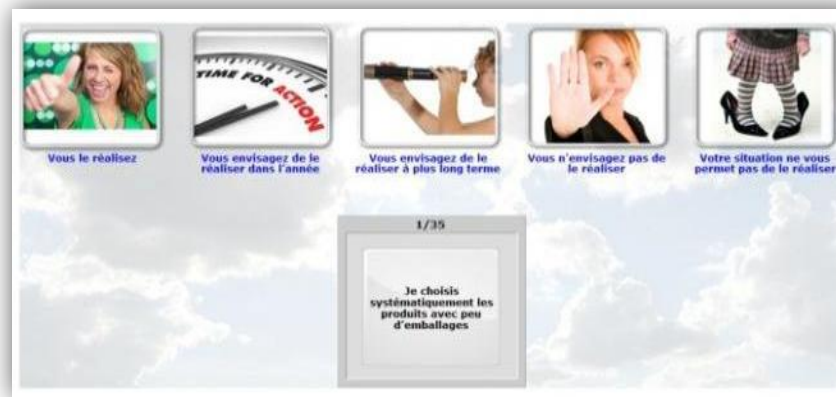 TIME FOR ACTION
Vous le réalisez
Vous envisagez de le
réaliser dans l'année
Vous envisagez de le
réaliser à plus long terme
Vous n'envisagez pas de
le réaliser
Votre situation ne vous
permet pas de le réaliser
1/35
Je choisis
systématiquement les
produits avec peu
d'emballages